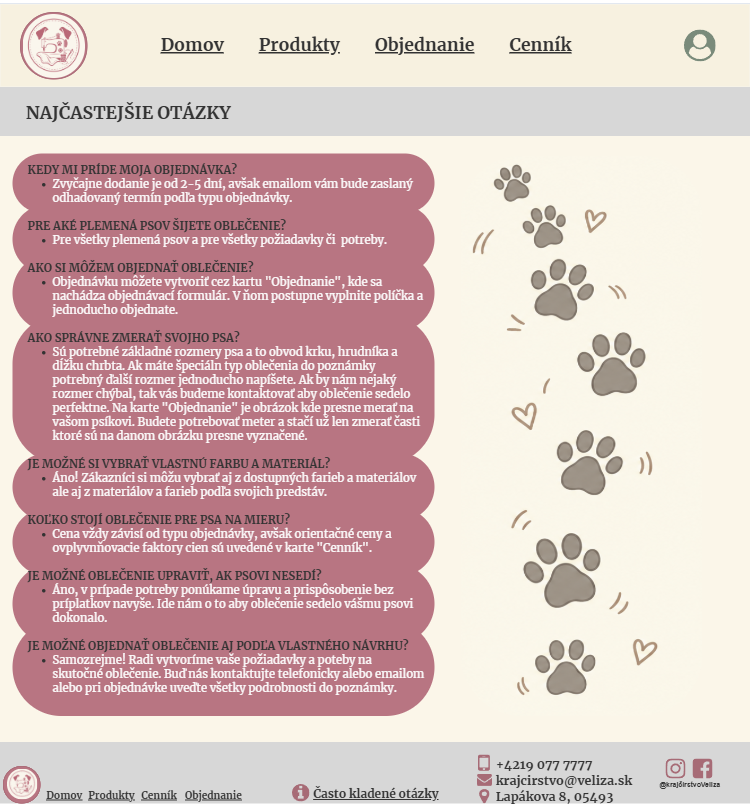 Domov Produkty Objednanie Cenník
NAJČASTEJŠIE OTÁZKY
KEDY MI PRÍDE MOJA OBJEDNÁVKA?
• Zvyčajne dodanie je od 2-5 dní, avšak emailom vám bude zaslaný
odhadovaný termín podľa typu objednávky.
PRE AKÉ PLEMENÁ PSOV ŠIJETE OBLEČENIE?
• Pre všetky plemená psov a pre všetky požiadavky či potreby.
AKO SI MÔŽEM OBJEDNAŤ OBLEČENIE?
• Objednávku môžete vytvoriť cez kartu "Objednanie", kde sa
nachádza objednávací formulár. V ňom postupne vyplnite políčka a
jednoducho objednate.
AKO SPRÁVNE ZMERAŤ SVOJHO PSA?
• Sú potrebné základné rozmery psa a to obvod krku, hrudníka a
dĺžku chrbta. Ak máte špeciáln typ oblečenia do poznámky
potrebný ďalší rozmer jednoducho napíšete. Ak by nám nejaký
rozmer chýbal, tak vás budeme kontaktovať aby oblečenie sedelo
perfektne. Na karte "Objednanie" je obrázok kde presne merať na
vašom psíkovi. Budete potrebovať meter a stačí už len zmerať časti
ktoré sú na danom obrázku presne vyznačené.
JE MOŽNÉ SI VYBRAŤ VLASTNÚ FARBU A MATERIÁL?
• Áno! Zákazníci si môžu vybrať aj z dostupných farieb a materiálov
ale aj z materiálov a farieb podľa svojich predstáv.
KOĽKO STOJÍ OBLEČENIE PRE PSA NA MIERU?
• Cena vždy závisí od typu objednávky, avšak orientačné ceny a
ovplyvnňovacie faktory cien sú uvedené v karte "Cenník".
JE MOŽNÉ OBLEČENIE UPRAVIŤ, AK PSOVI NESEDÍ?
• Áno, v prípade potreby ponúkame úpravu a prispôsobenie bez
príplatkov navyše. Ide nám o to aby oblečenie sedelo vášmu psovi
dokonalo.
JE MOŽNÉ OBJEDNAŤ OBLEČENIE AJ PODĽA VLASTNÉHO NÁVRHU?
• Samozrejme! Radi vytvoríme vaše požiadavky a poteby na
skutočné oblečenie. Buď nás kontaktujte telefonicky alebo emailom
alebo pri objednávke uveďte všetky podrobnosti do poznámky.
Domov Produkty Cenník Objednanie
Často kladené otázky
+4219 077 7777
krajcirstvo@veliza.sk
Lapákova 8, 05493
@krajčirstvoVeliza